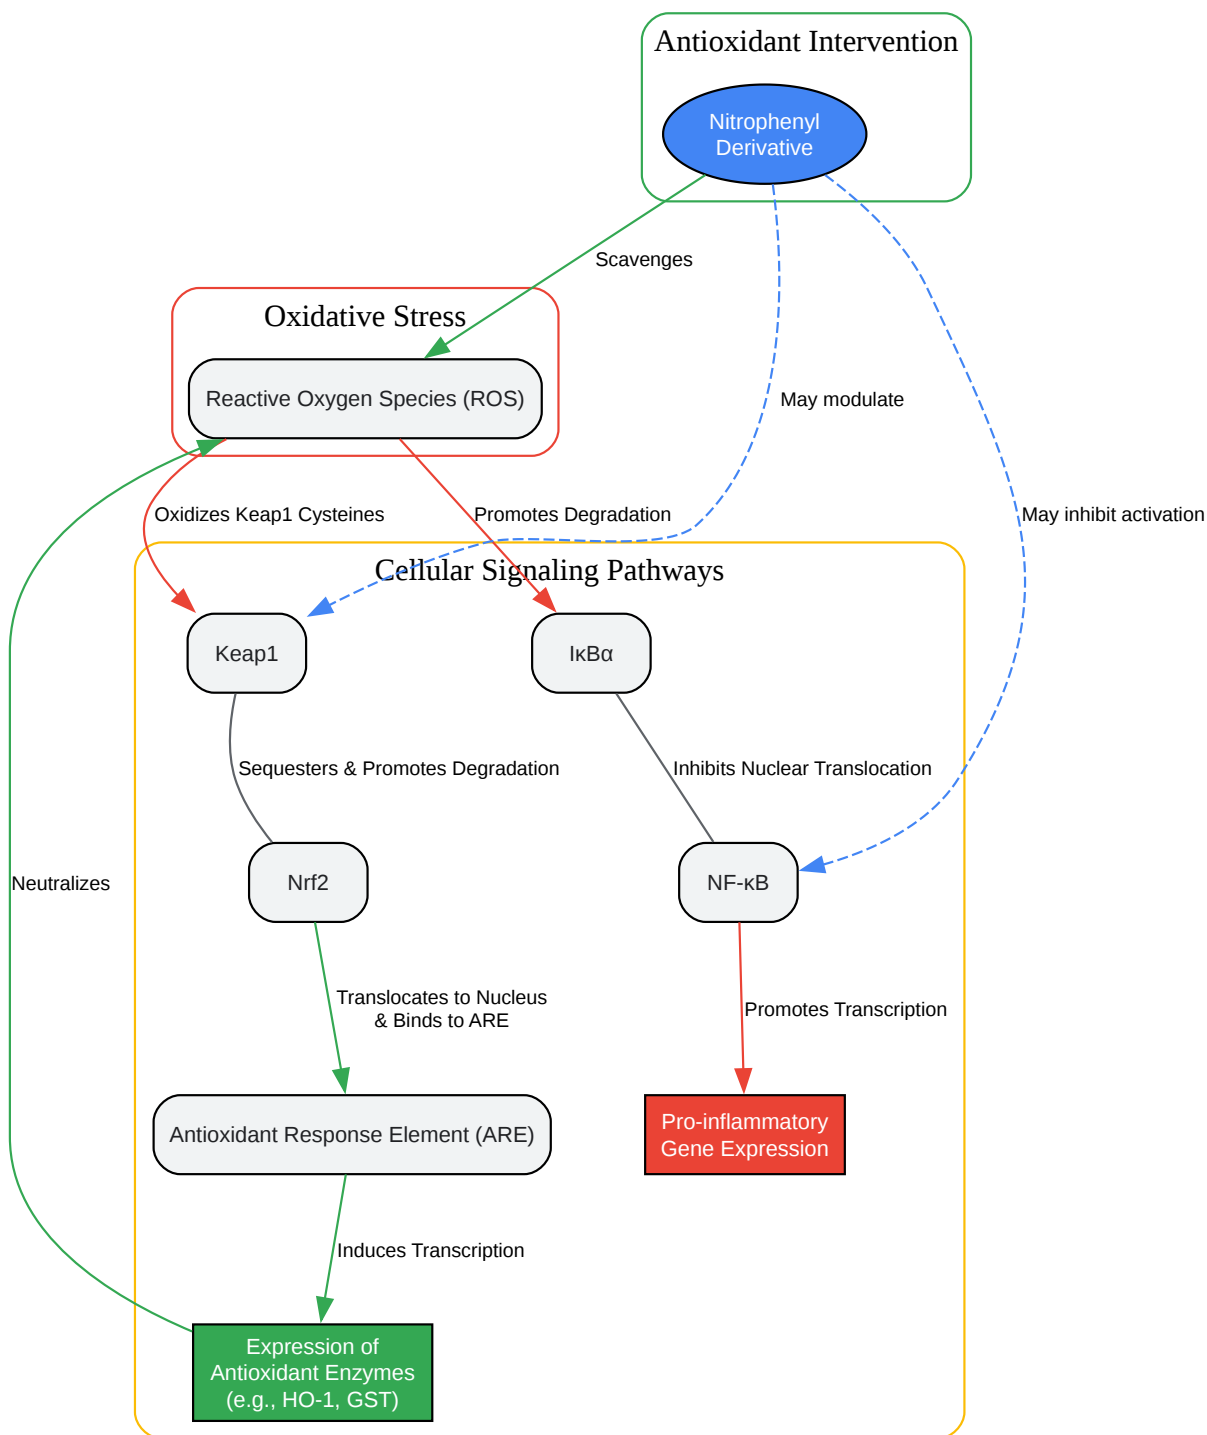 Antioxidant Intervention
Nitrophenyl
Derivative
Scavenges
Oxidative Stress
Reactive Oxygen Species (ROS)
May modulate
Oxidizes Keap1 Cysteines
Promotes Degradation
May inhibit activation
Cellular Signaling Pathways
Keap1
IκBα
Sequesters & Promotes Degradation
Inhibits Nuclear Translocation
Nrf2
NF-κB
Neutralizes
Translocates to Nucleus
& Binds to ARE
Promotes Transcription
Antioxidant Response Element (ARE)
Pro-inflammatory
Gene Expression
Induces Transcription
Expression of
Antioxidant Enzymes
(e.g., HO-1, GST)